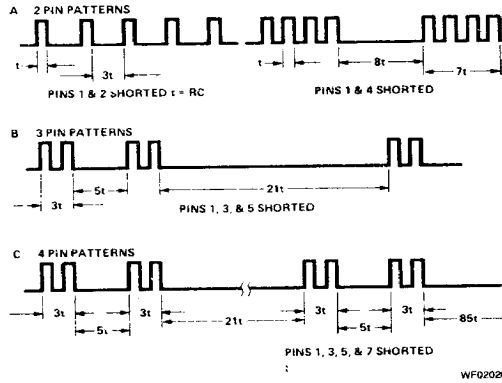 A 2 PIN PATTERNS
t 3t t 8t 7t
PINS 1 & 2 SHORTED t = RC PINS 1 & 4 SHORTED
B 3 PIN PATTERNS
5t 21t
3t PINS 1, 3, & 5 SHORTED
C 4 PIN PATTERNS
3t 3t 21t 3t 3t 85t
5t 5t
PINS 1, 3, 5, & 7 SHORTED
WF02020